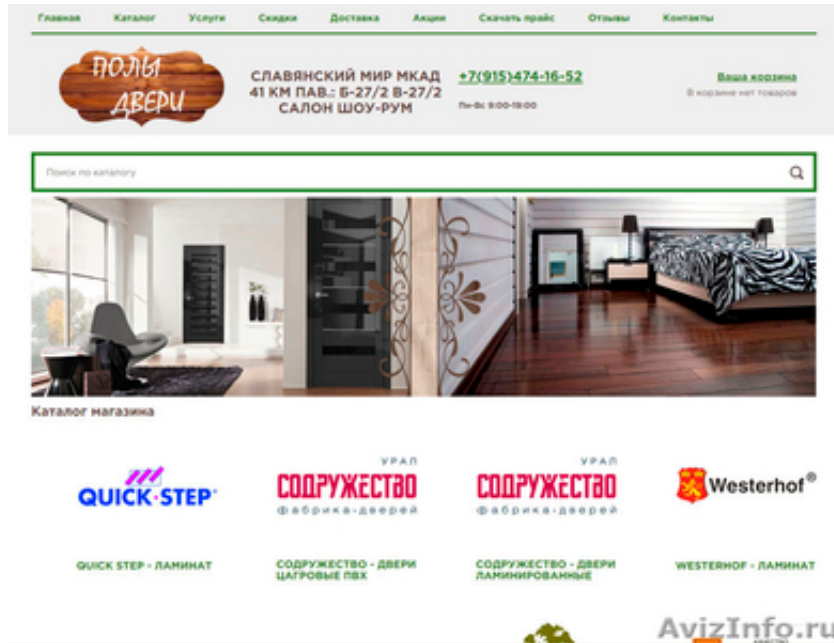 Главная Каталог Услуги Скидки Доставка Акции Скачать прайс Отзывы Контакты
ПОЛЫ
ДВЕРИ
СЛАВЯНСКИЙ МИР МКАД
41 КМ ПАВ.: Б-27/2 В-27/2
САЛОН ШОУ-РУМ
+7(915)474-16-52
Пн-Вс 9:00-19:00
Ваша корзина
В корзине нет товаров
Поиск по каталогу
Каталог магазина
QUICK·STEP
УРАЛ
СОДРУЖЕСТВО
фабрика-дверей
УРАЛ
СОДРУЖЕСТВО
фабрика-дверей
Westerhof®
QUICK STEP - ЛАМИНАТ
СОДРУЖЕСТВО - ДВЕРИ
ЦАГРОВЫЕ ПВХ
СОДРУЖЕСТВО - ДВЕРИ
ЛАМИНИРОВАННЫЕ
WESTERHOF - ЛАМИНАТ
AvizInfo.ru